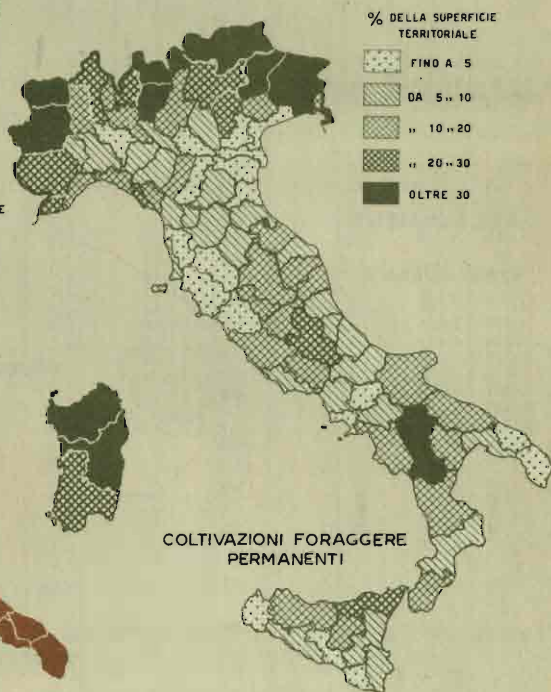 % DELLA SUPERFICIE
TERRITORIALE
FINO A 5
DA 5 „ 10
„ 10 „ 20
„ 20 „ 30
OLTRE 30
COLTIVAZIONI FORAGGERE
PERMANENTI